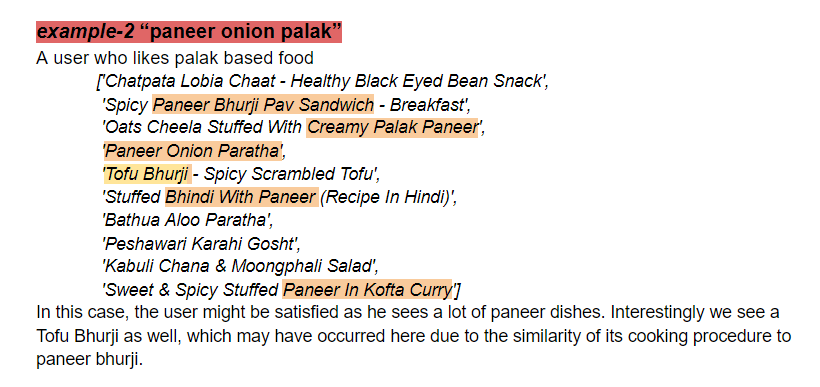 example-2 “paneer onion palak”
A user who likes palak based food
['Chatpata Lobia Chaat - Healthy Black Eyed Bean Snack',
'Spicy Paneer Bhurji Pav Sandwich - Breakfast',
'Oats Cheela Stuffed With Creamy Palak Paneer',
'Paneer Onion Paratha',
'Tofu Bhurji - Spicy Scrambled Tofu',
'Stuffed Bhindi With Paneer (Recipe In Hindi)',
'Bathua Aloo Paratha',
'Peshawari Karahi Gosht',
'Kabuli Chana & Moongphali Salad',
'Sweet & Spicy Stuffed Paneer In Kofta Curry']
In this case, the user might be satisfied as he sees a lot of paneer dishes. Interestingly we see a
Tofu Bhurji as well, which may have occurred here due to the similarity of its cooking procedure to
paneer bhurji.